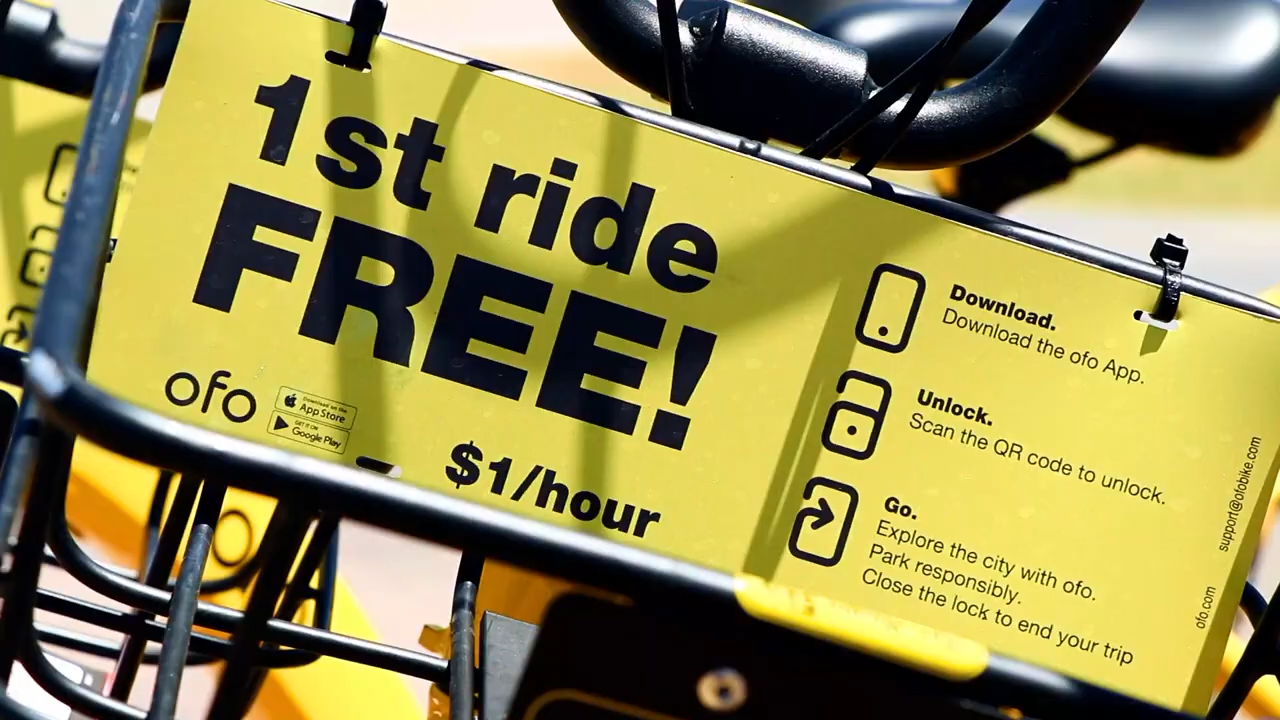 1st ride
FREE!
ofo
Download on the
App Store
GET IT ON
Google Play
$1/hour
Download.
Download the ofo App.
Unlock.
Scan the QR code to unlock.
Go.
Explore the city with ofo.
Park responsibly.
Close the lock to end your trip
support@ofobike.com
ofo.com
ofo